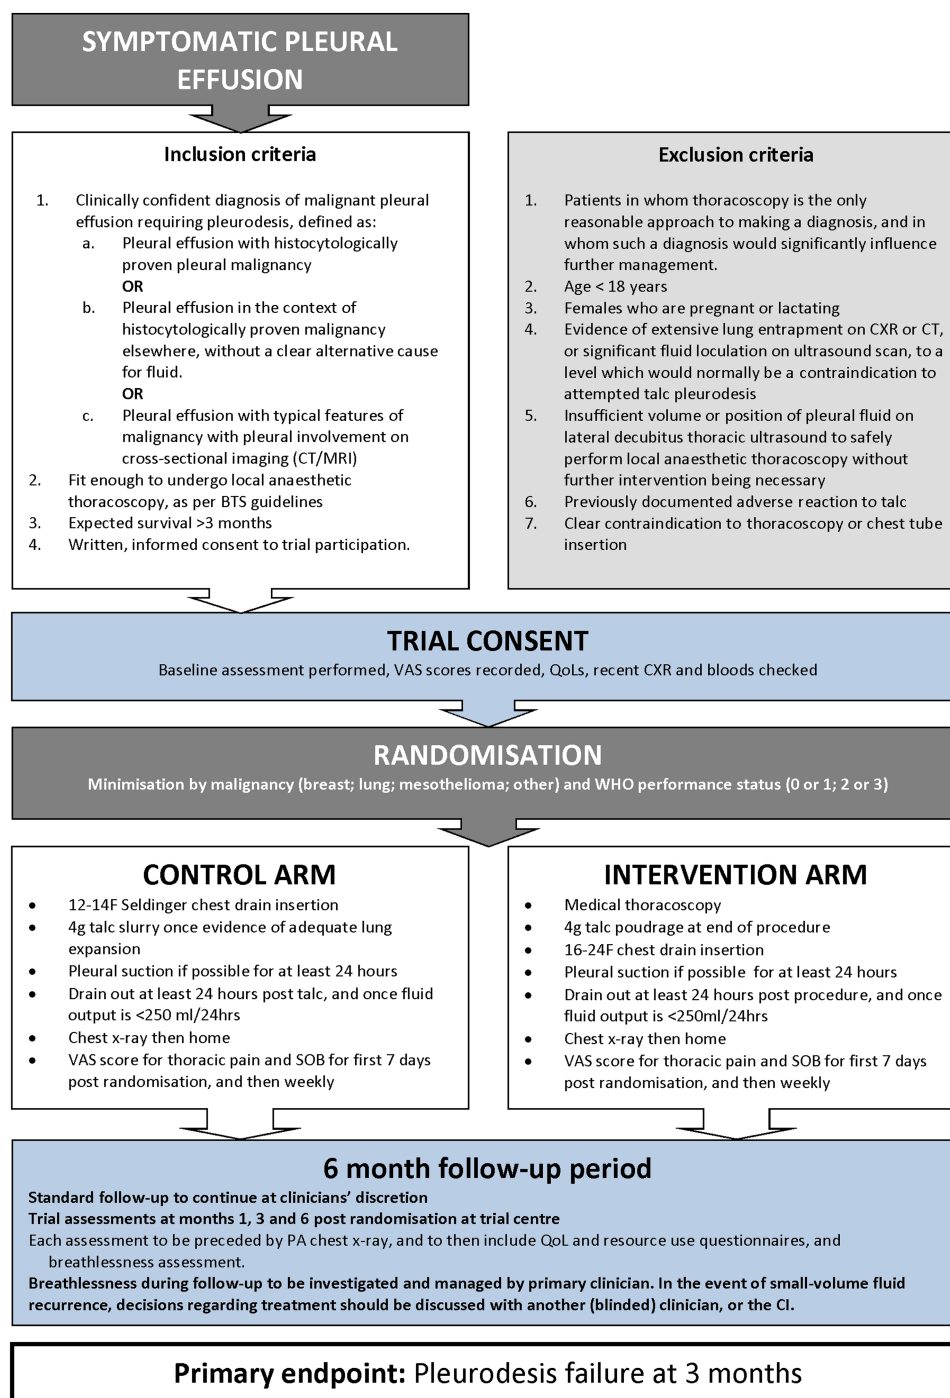 SYMPTOMATIC PLEURAL
EFFUSION
Inclusion criteria
1. Clinically confident diagnosis of malignant pleural
effusion requiring pleurodesis, defined as:
a. Pleural effusion with histocytologically
proven pleural malignancy
OR
b. Pleural effusion in the context of
histocytologically proven malignancy
elsewhere, without a clear alternative cause
for fluid.
OR
c. Pleural effusion with typical features of
malignancy with pleural involvement on
cross-sectional imaging (CT/MRI)
2. Fit enough to undergo local anaesthetic
thoracoscopy, as per BTS guidelines
3. Expected survival >3 months
4. Written, informed consent to trial participation.
Exclusion criteria
1. Patients in whom thoracoscopy is the only
reasonable approach to making a diagnosis, and in
whom such a diagnosis would significantly influence
further management.
2. Age < 18 years
3. Females who are pregnant or lactating
4. Evidence of extensive lung entrapment on CXR or CT,
or significant fluid loculation on ultrasound scan, to a
level which would normally be a contraindication to
attempted talc pleurodesis
5. Insufficient volume or position of pleural fluid on
lateral decubitus thoracic ultrasound to safely
perform local anaesthetic thoracoscopy without
further intervention being necessary
6. Previously documented adverse reaction to talc
7. Clear contraindication to thoracoscopy or chest tube
insertion
TRIAL CONSENT
Baseline assessment performed, VAS scores recorded, QoLs, recent CXR and bloods checked
RANDOMISATION
Minimisation by malignancy (breast; lung; mesothelioma; other) and WHO performance status (0 or 1; 2 or 3)
CONTROL ARM
• 12-14F Seldinger chest drain insertion
• 4g talc slurry once evidence of adequate lung
expansion
• Pleural suction if possible for at least 24 hours
• Drain out at least 24 hours post talc, and once fluid
output is <250 ml/24hrs
• Chest x-ray then home
• VAS score for thoracic pain and SOB for first 7 days
post randomisation, and then weekly
INTERVENTION ARM
• Medical thoracoscopy
• 4g talc poudrage at end of procedure
• 16-24F chest drain insertion
• Pleural suction if possible for at least 24 hours
• Drain out at least 24 hours post procedure, and once
fluid output is <250ml/24hrs
• Chest x-ray then home
• VAS score for thoracic pain and SOB for first 7 days
post randomisation, and then weekly
6 month follow-up period
Standard follow-up to continue at clinicians' discretion
Trial assessments at months 1, 3 and 6 post randomisation at trial centre
Each assessment to be preceded by PA chest x-ray, and to then include QoL and resource use questionnaires, and
breathlessness assessment.
Breathlessness during follow-up to be investigated and managed by primary clinician. In the event of small-volume fluid
recurrence, decisions regarding treatment should be discussed with another (blinded) clinician, or the CI.
Primary endpoint: Pleurodesis failure at 3 months